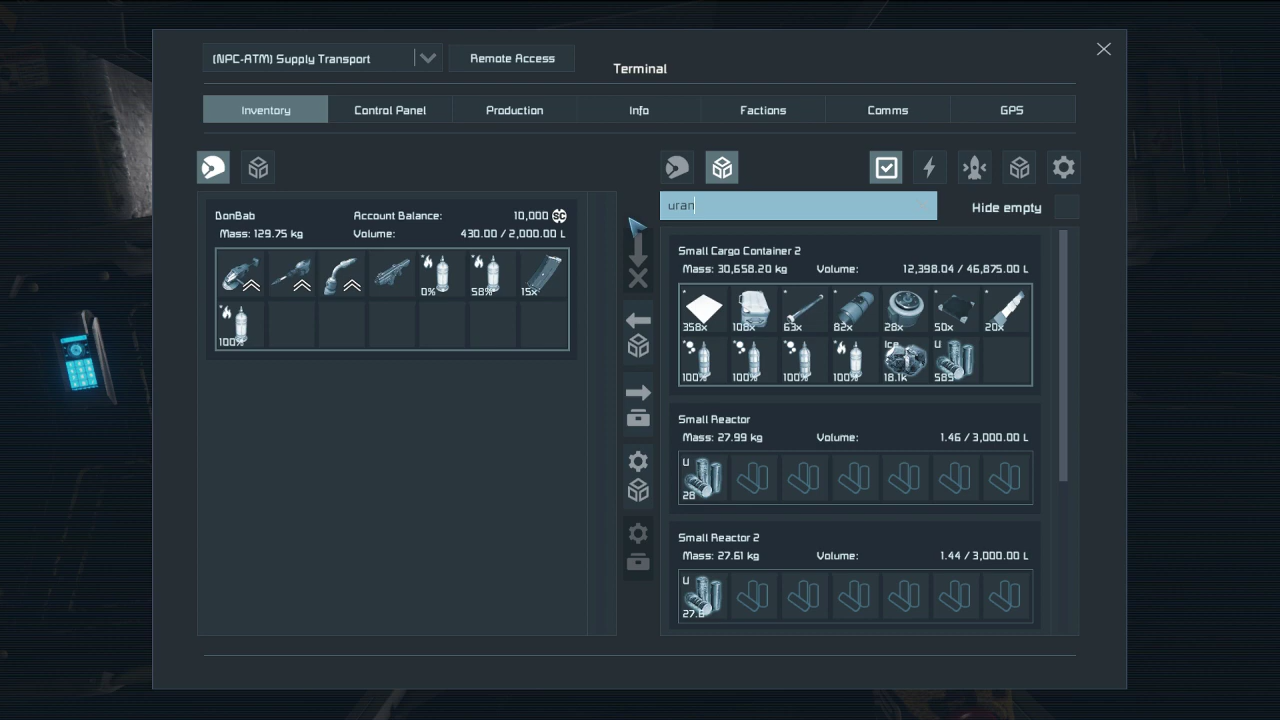 (NPC-ATM) Supply Transport
Remote Access
Terminal
Inventory
Control Panel
Production
Info
Factions
Comms
GPS
uran
Hide empty
DonBab
Account Balance: 10,000 SC
Mass: 129.75 kg
Volume: 430.00 / 2,000.00 L
0%
58%
15x
100%
Small Cargo Container 2
Mass: 30,658.20 kg
Volume: 12,398.04 / 46,875.00 L
358x
108x
63x
82x
28x
50x
20x
100%
100%
100%
100%
Ice
18.1k
U
585
Small Reactor
Mass: 27.99 kg
Volume: 1.46 / 3,000.00 L
U
28
Small Reactor 2
Mass: 27.61 kg
Volume: 1.44 / 3,000.00 L
U
27.6